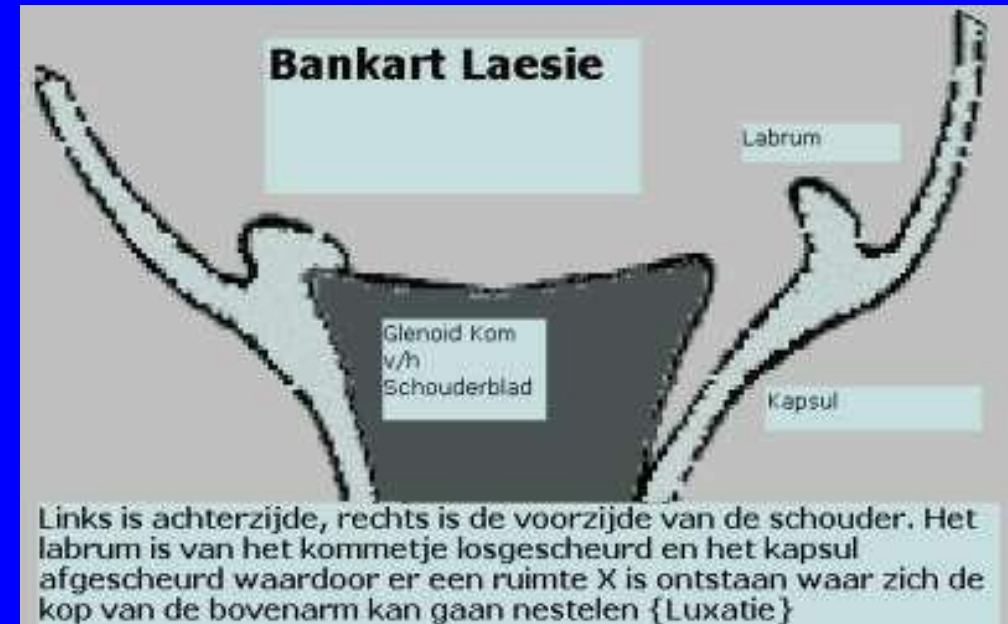 Bankart Laesie
Labrum
Glenoid Kom
v/h
Schouderblad
Kapsul
Links is achterzijde, rechts is de voorzijde van de schouder. Het
labrum is van het kommetje losgescheurd en het kapsul
afgescheurd waardoor er een ruimte X is ontstaan waar zich de
kop van de bovenarm kan gaan nestelen {Luxatie}